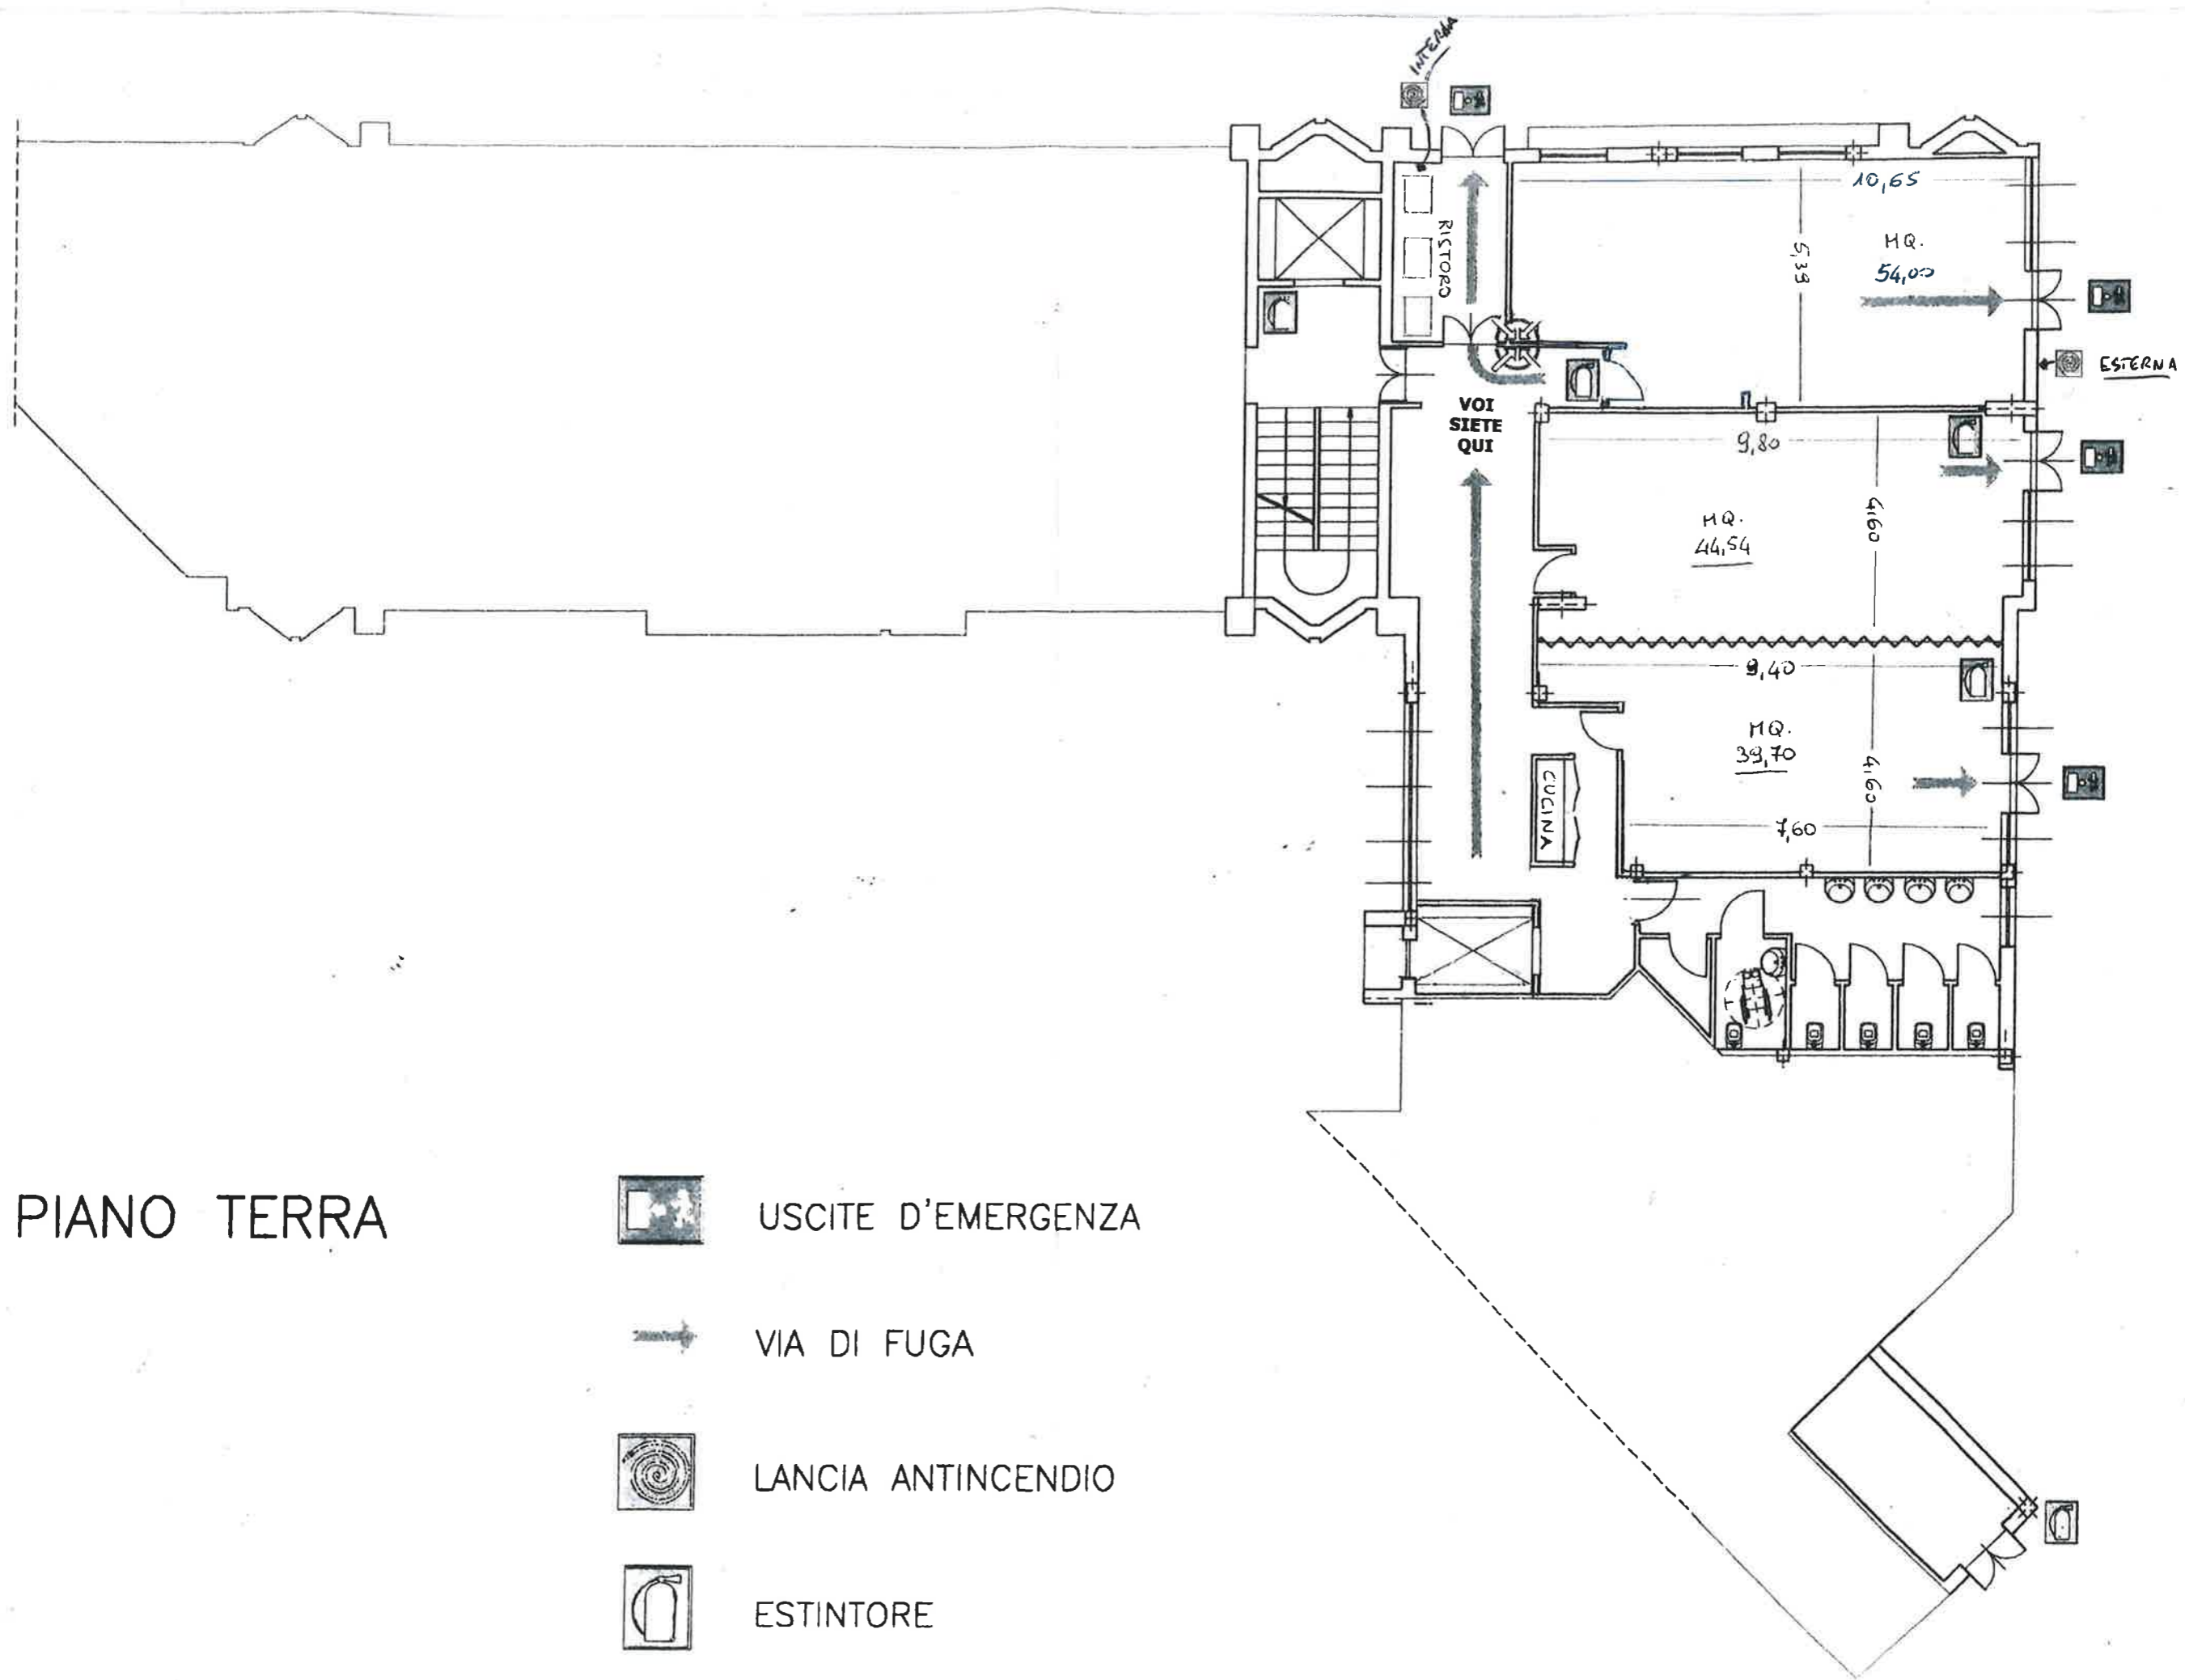 INTERNA
10,65
RISTORO
5,39
MQ.
54,00
ESTERNA
VOI
SIETE
QUI
9,80
4,60
MQ.
44,54
9,40
MQ.
39,70
4,60
CUCINA
7,60
PIANO TERRA
USCITE D'EMERGENZA
VIA DI FUGA
LANCIA ANTINCENDIO
ESTINTORE